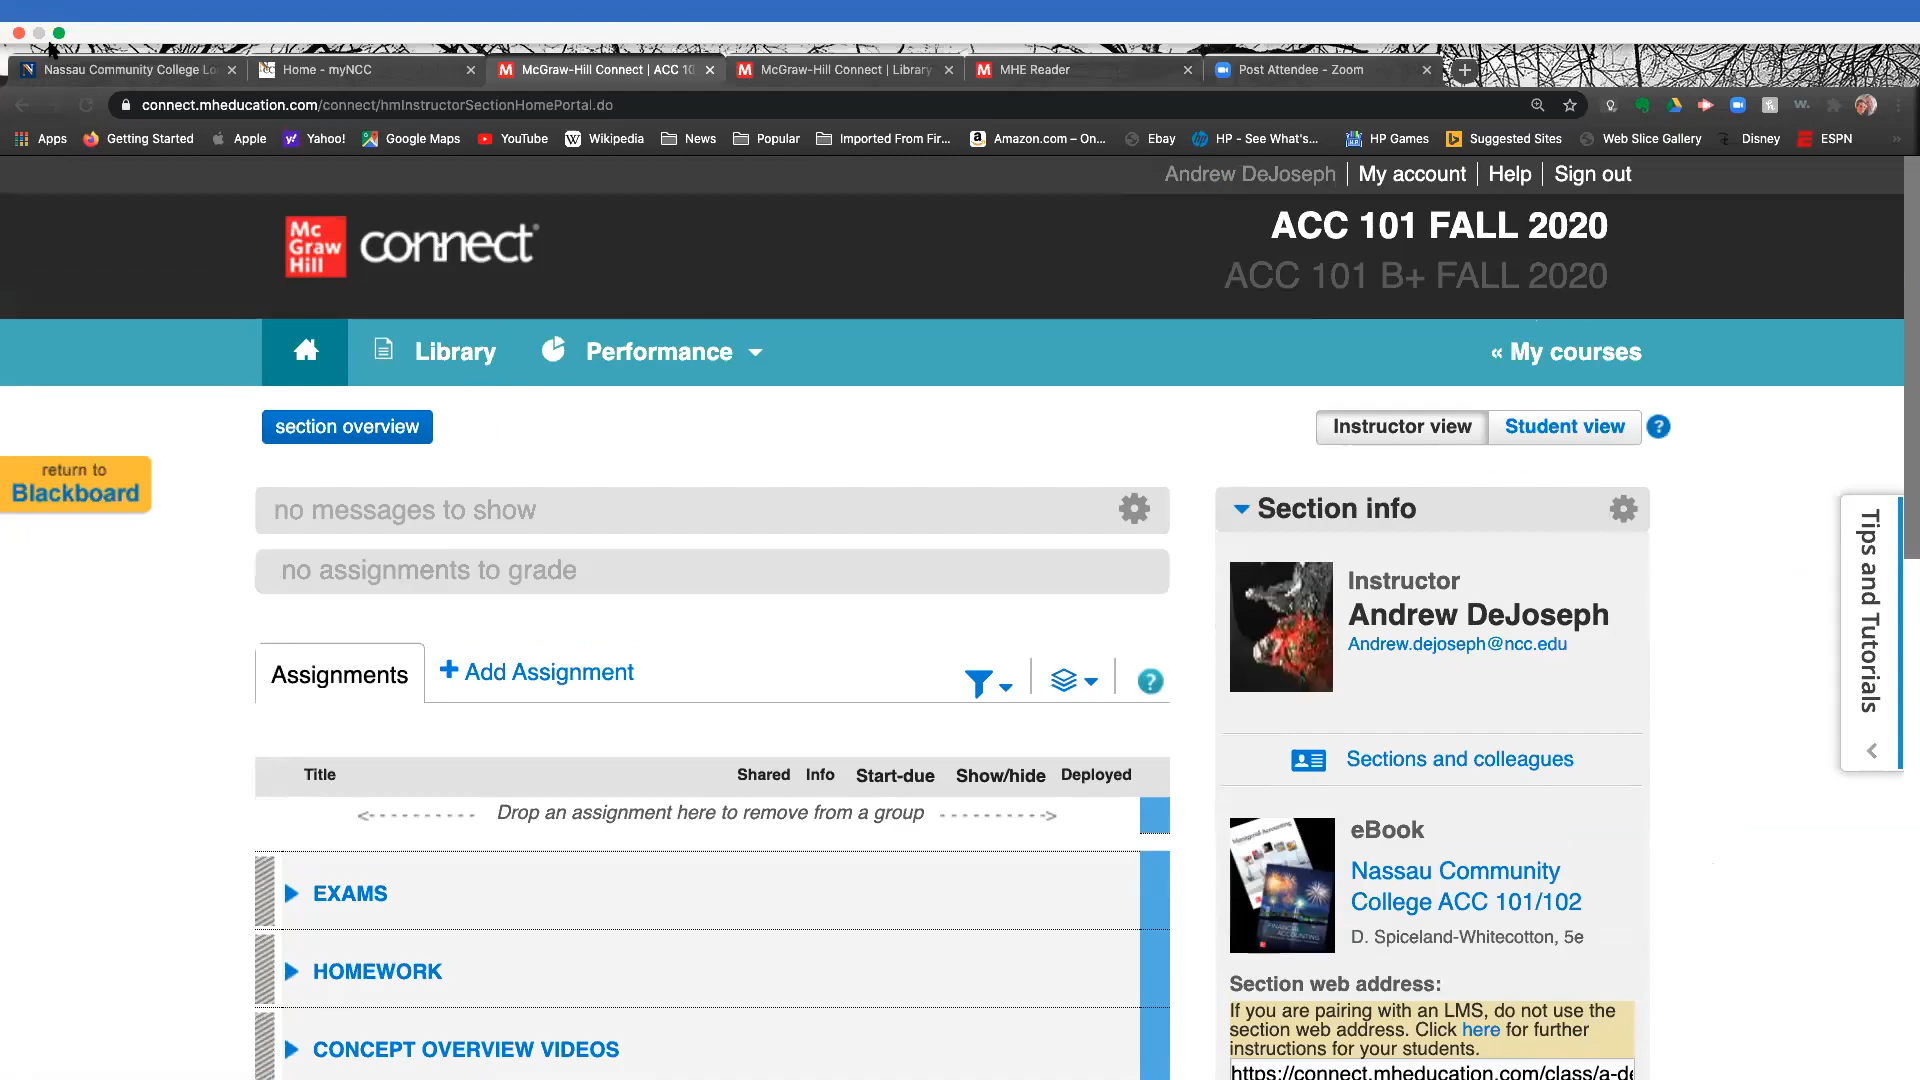 Nassau Community College Lo
Home - myNCC
McGraw-Hill Connect | ACC 10
McGraw-Hill Connect | Library
MHE Reader
Post Attendee - Zoom
connect.mheducation.com/connect/hmInstructorSectionHomePortal.do
Apps
Getting Started
Apple
Yahoo!
Google Maps
YouTube
Wikipedia
News
Popular
Imported From Fir...
Amazon.com – On...
Ebay
HP - See What's...
HP Games
Suggested Sites
Web Slice Gallery
Disney
ESPN
Andrew DeJoseph | My account | Help | Sign out
Mc
Graw
Hill
connect
ACC 101 FALL 2020
ACC 101 B+ FALL 2020
Library
Performance
« My courses
section overview
Instructor view
Student view
?
return to
Blackboard
no messages to show
no assignments to grade
Assignments
+ Add Assignment
?
Title
Shared
Info
Start-due
Show/hide
Deployed
Drop an assignment here to remove from a group
EXAMS
HOMEWORK
CONCEPT OVERVIEW VIDEOS
Section info
Instructor
Andrew DeJoseph
Andrew.dejoseph@ncc.edu
Sections and colleagues
eBook
Nassau Community
College ACC 101/102
D. Spiceland-Whitecotton, 5e
Section web address:
If you are pairing with an LMS, do not use the
section web address. Click here for further
instructions for your students.
https://connect.mheducation.com/class/a-de
Tips and Tutorials